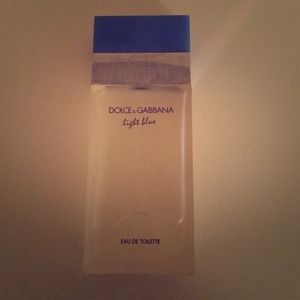 DOLCE & GABBANA
light blue
EAU DE TOILETTE